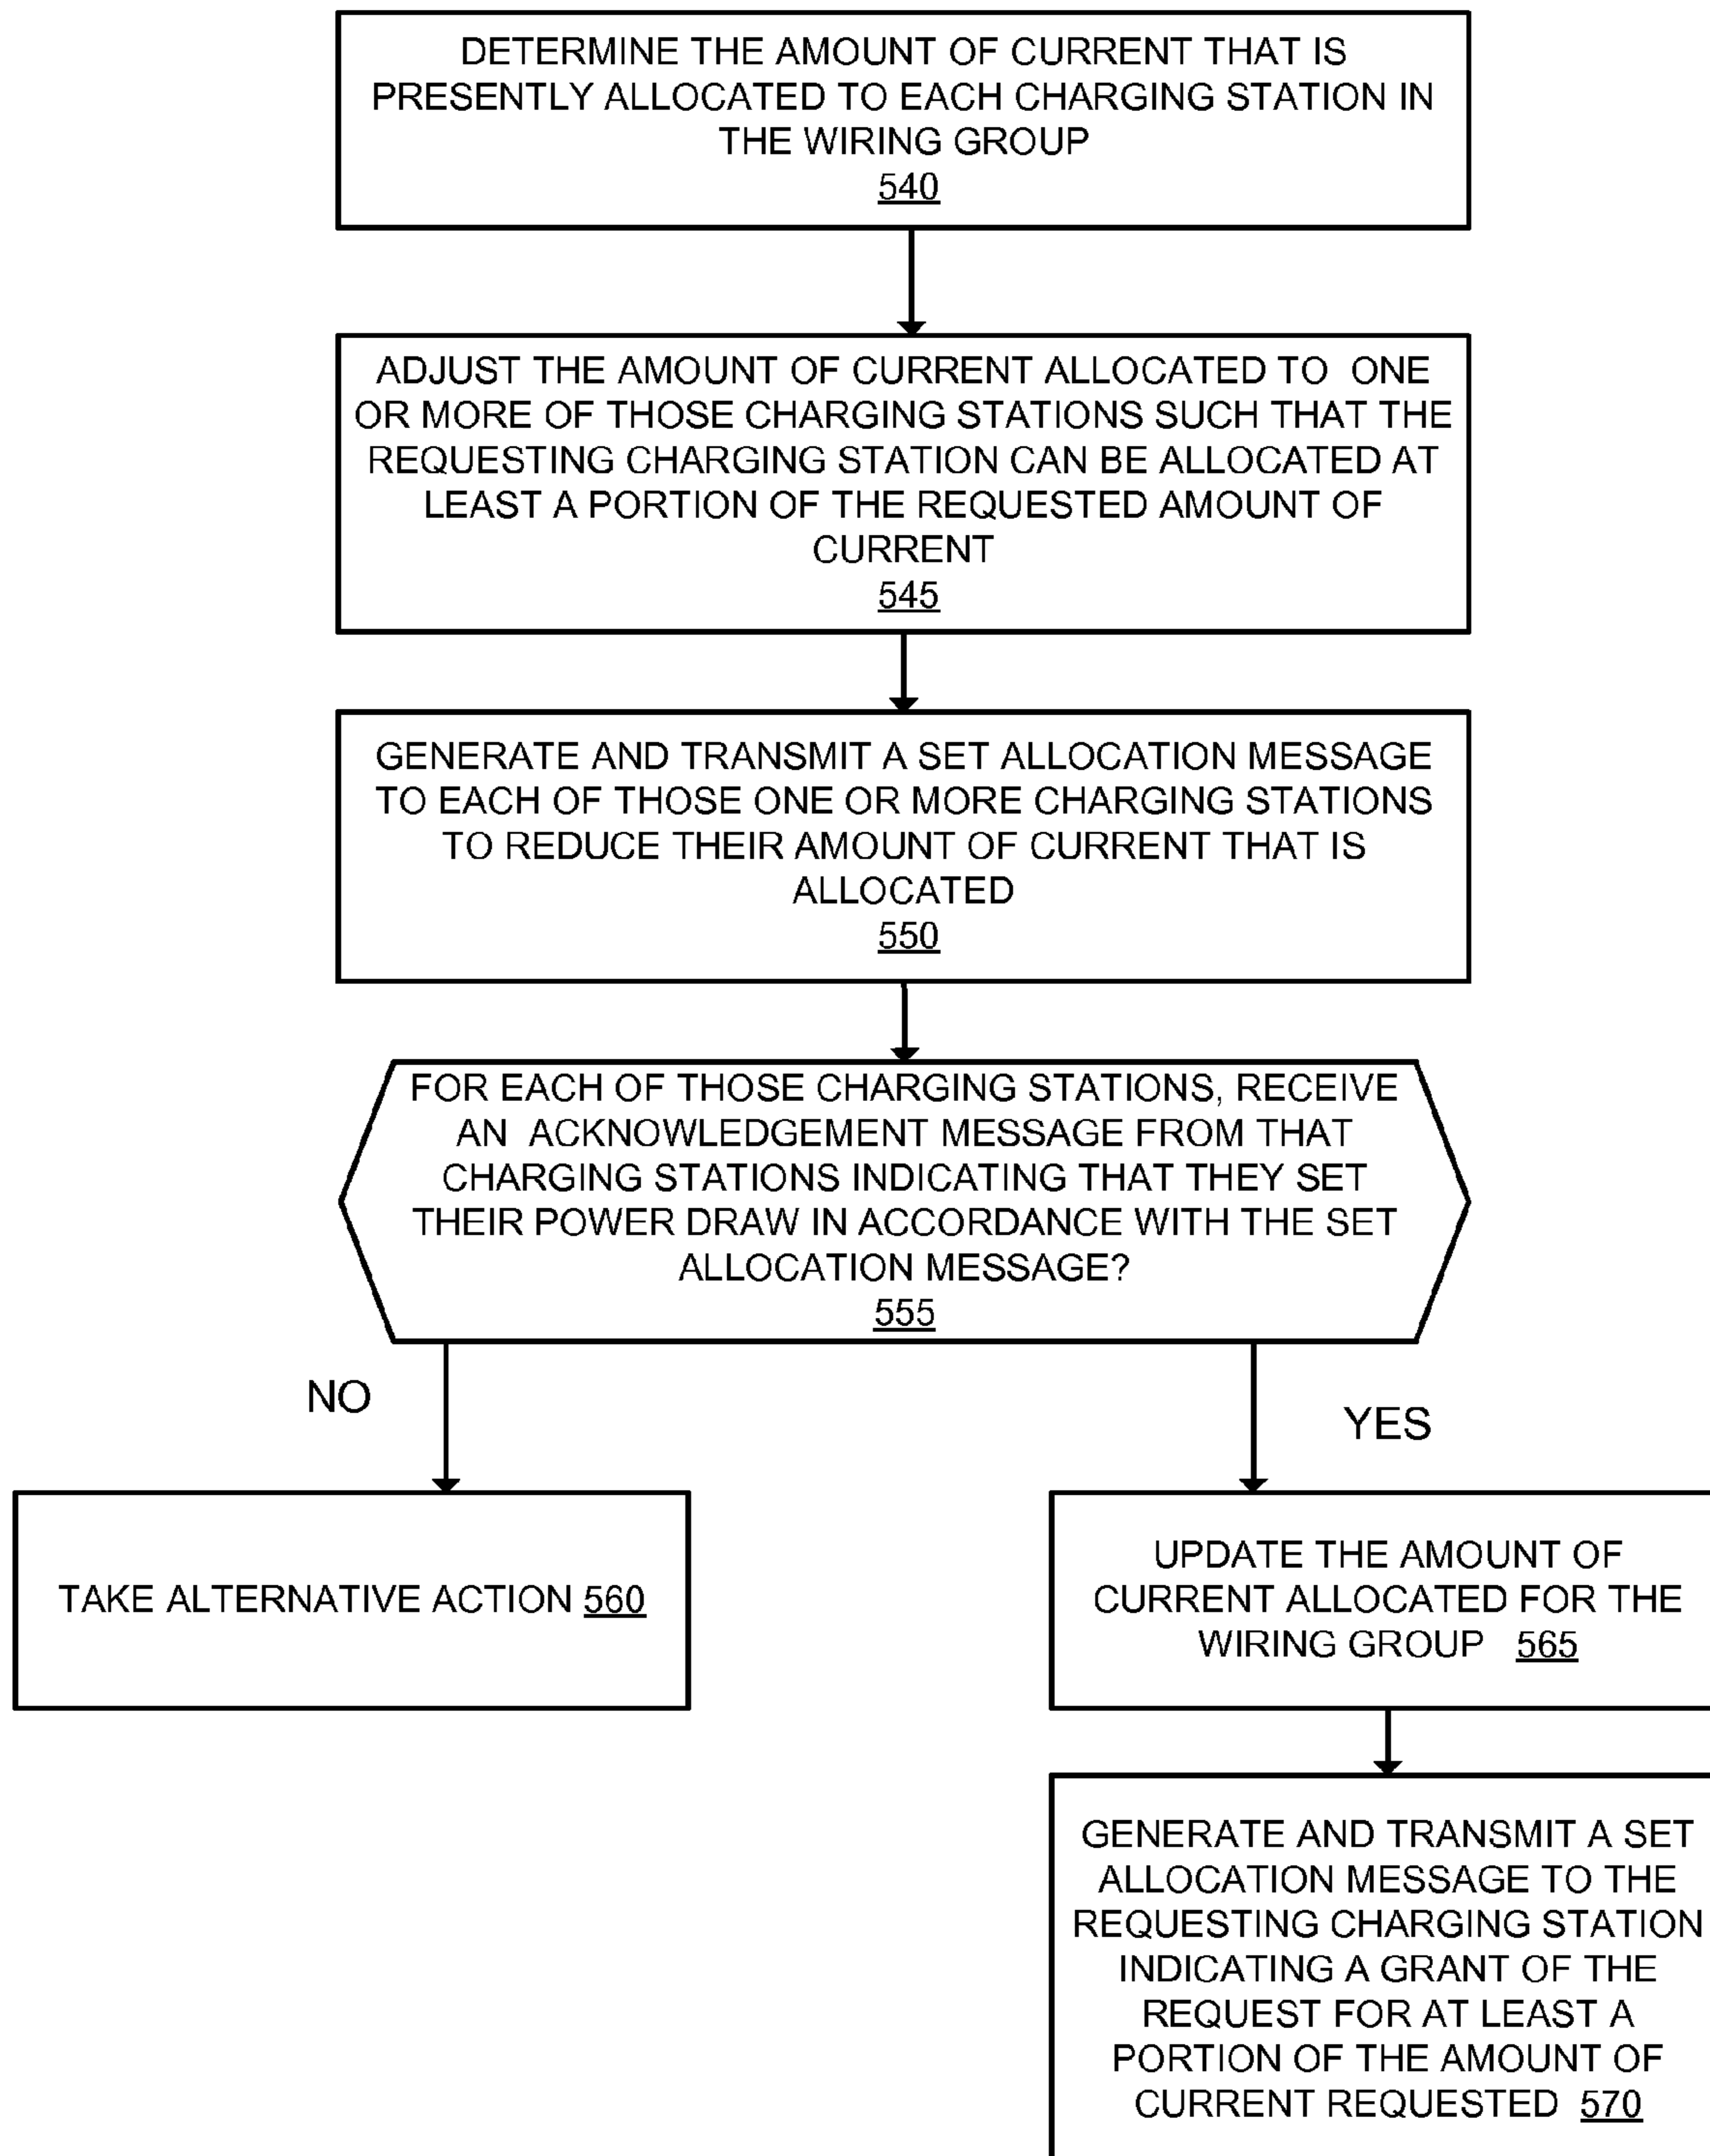 DETERMINE THE AMOUNT OF CURRENT THAT IS
PRESENTLY ALLOCATED TO EACH CHARGING STATION IN
THE WIRING GROUP
540
ADJUST THE AMOUNT OF CURRENT ALLOCATED TO ONE
OR MORE OF THOSE CHARGING STATIONS SUCH THAT THE
REQUESTING CHARGING STATION CAN BE ALLOCATED AT
LEAST A PORTION OF THE REQUESTED AMOUNT OF
CURRENT
545
GENERATE AND TRANSMIT A SET ALLOCATION MESSAGE
TO EACH OF THOSE ONE OR MORE CHARGING STATIONS
TO REDUCE THEIR AMOUNT OF CURRENT THAT IS
ALLOCATED
550
FOR EACH OF THOSE CHARGING STATIONS, RECEIVE
AN ACKNOWLEDGEMENT MESSAGE FROM THAT
CHARGING STATIONS INDICATING THAT THEY SET
THEIR POWER DRAW IN ACCORDANCE WITH THE SET
ALLOCATION MESSAGE?
555
NO
YES
TAKE ALTERNATIVE ACTION 560
UPDATE THE AMOUNT OF
CURRENT ALLOCATED FOR THE
WIRING GROUP 565
GENERATE AND TRANSMIT A SET
ALLOCATION MESSAGE TO THE
REQUESTING CHARGING STATION
INDICATING A GRANT OF THE
REQUEST FOR AT LEAST A
PORTION OF THE AMOUNT OF
CURRENT REQUESTED 570